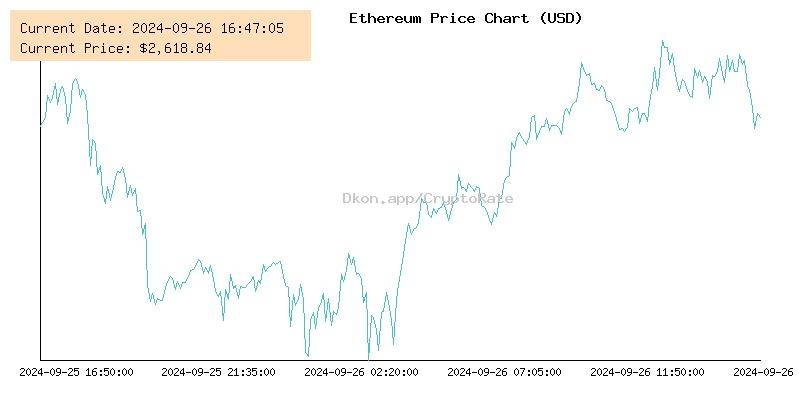 Ethereum Price Chart (USD)
Current Date: 2024-09-26 16:47:05
Current Price: $2,618.84
Dkon.app/CryptoRate
2024-09-25 16:50:00 2024-09-25 21:35:00 2024-09-26 02:20:00 2024-09-26 07:05:00 2024-09-26 11:50:00 2024-09-26